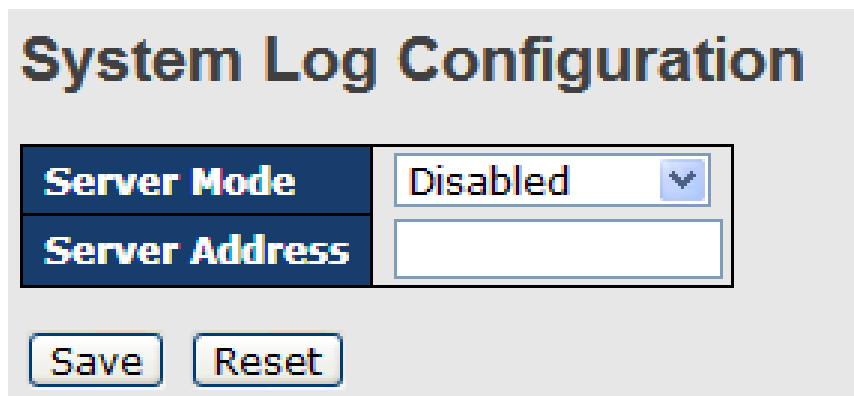 System Log Configuration
Server Mode Disabled
Server Address
Save Reset